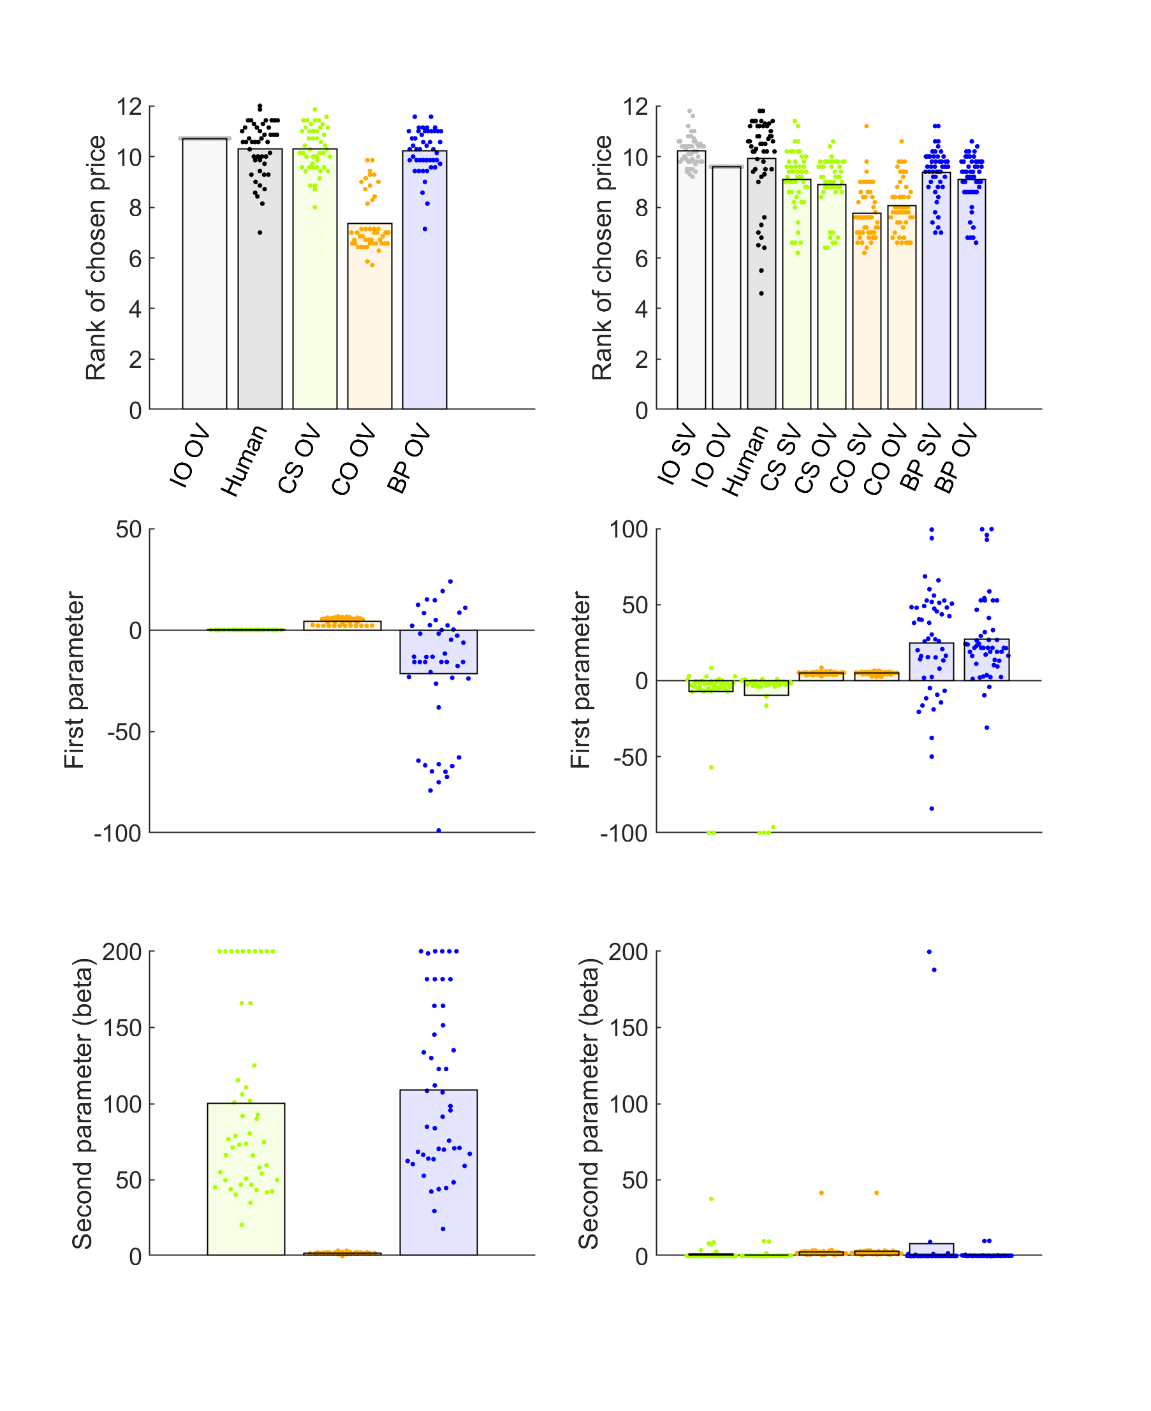 12
10
8
6
4
2
0
Rank of chosen price
IO OV
Human
CS OV
CO OV
BP OV
12
10
8
6
4
2
0
Rank of chosen price
IO SV
IO OV
Human
CS SV
CS OV
CO SV
CO OV
BP SV
BP OV
50
0
-50
-100
First parameter
100
50
0
-50
-100
First parameter
200
150
100
50
0
Second parameter (beta)
200
150
100
50
0
Second parameter (beta)